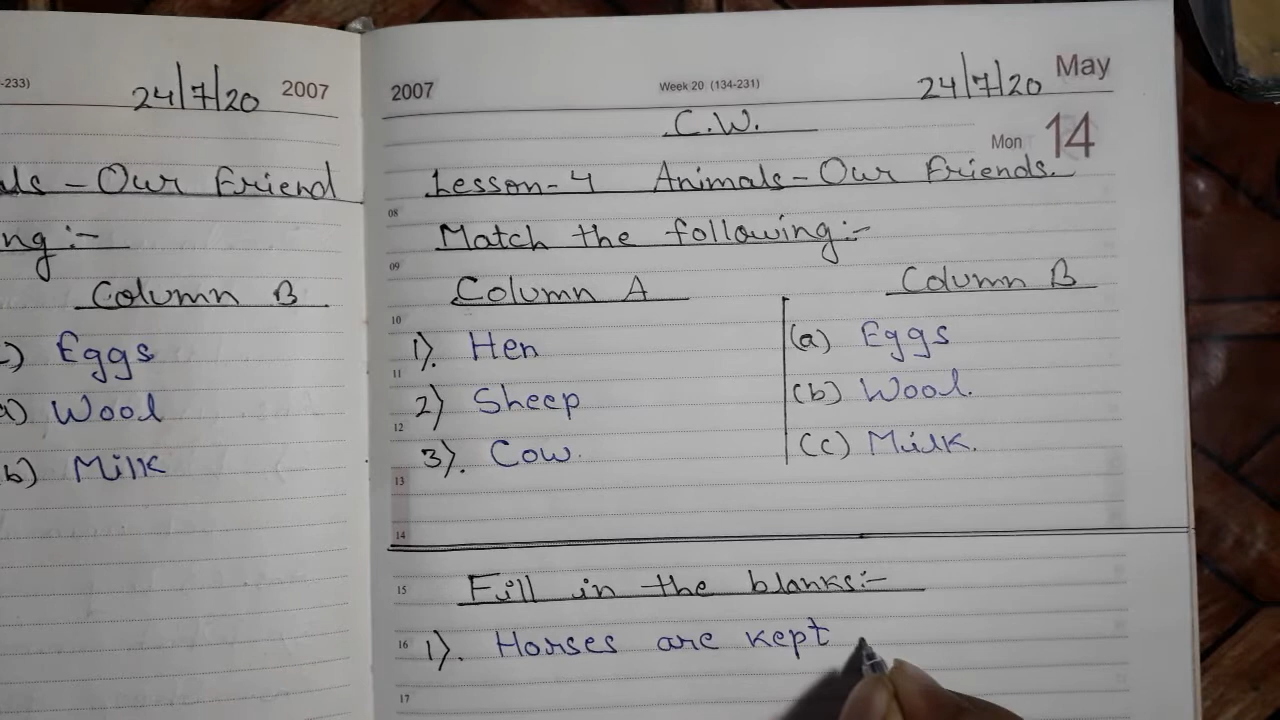 -233)
24/7/20 2007
- Our Friend
ng :-
Column B
Eggs
Wool
b) Milk
2007 Week 20 (134-231) 24/7/20 May
C.W.
Mon 14
Lesson-4 Animals - Our Friends.
08
Match the following :-
09
Column A Column B
10
1). Hen (a) Eggs
11
2) Sheep (b) Wool.
12
3). Cow. (c) Milk.
13
14
15 Fill in the blanks :-
16 1). Horses are kept
17